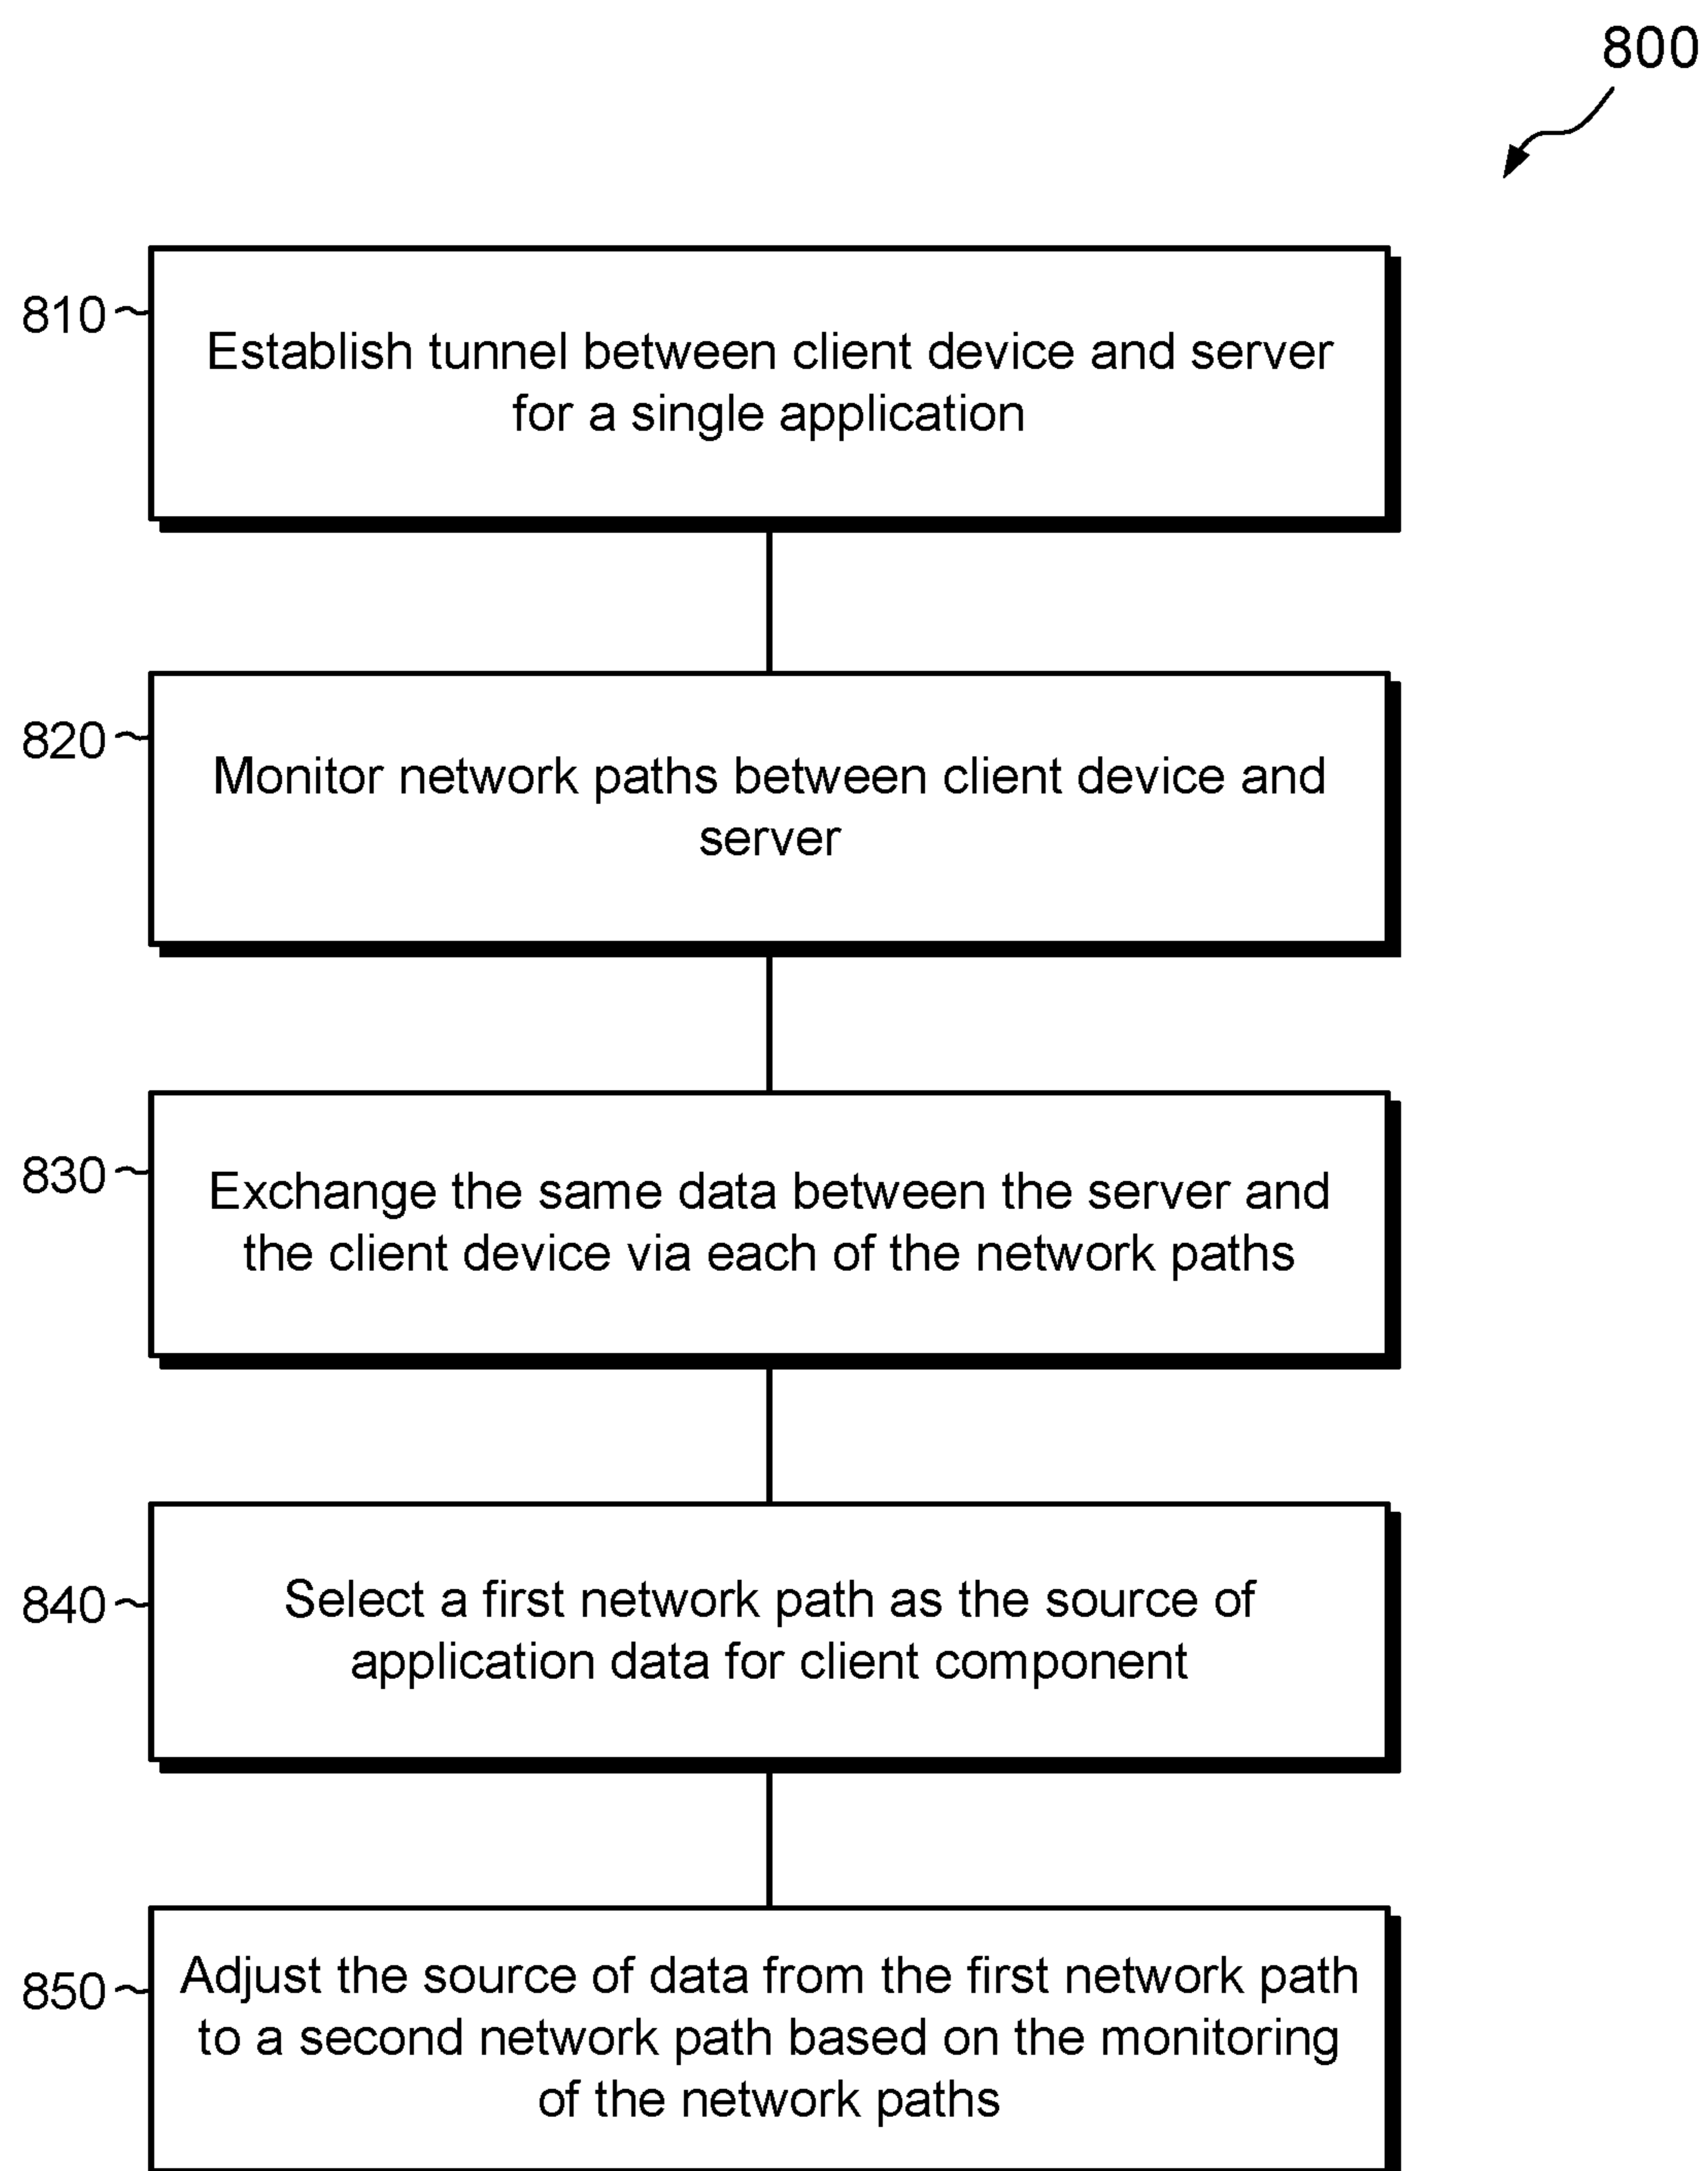 800
810
Establish tunnel between client device and server
for a single application
820
Monitor network paths between client device and
server
830
Exchange the same data between the server and
the client device via each of the network paths
840
Select a first network path as the source of
application data for client component
850
Adjust the source of data from the first network path
to a second network path based on the monitoring
of the network paths